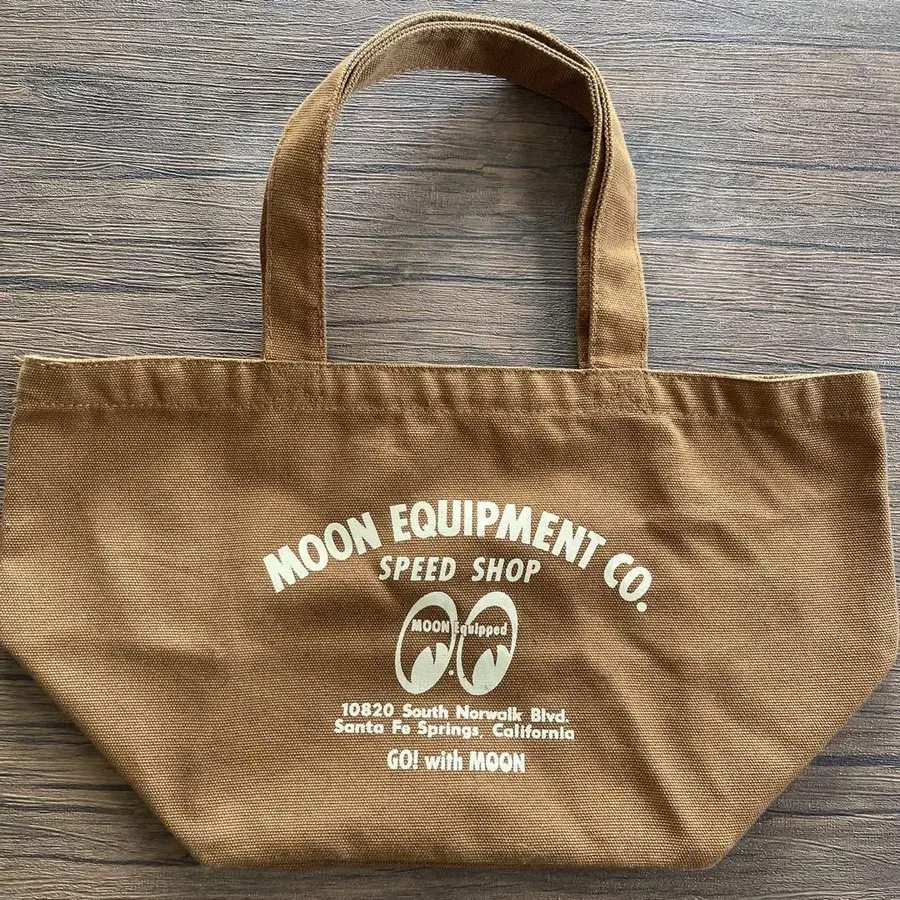 MOON EQUIPMENT CO.
SPEED SHOP
MOON Equipped
10820 South Norwalk Blvd.
Santa Fe Springs, California
GO! with MOON